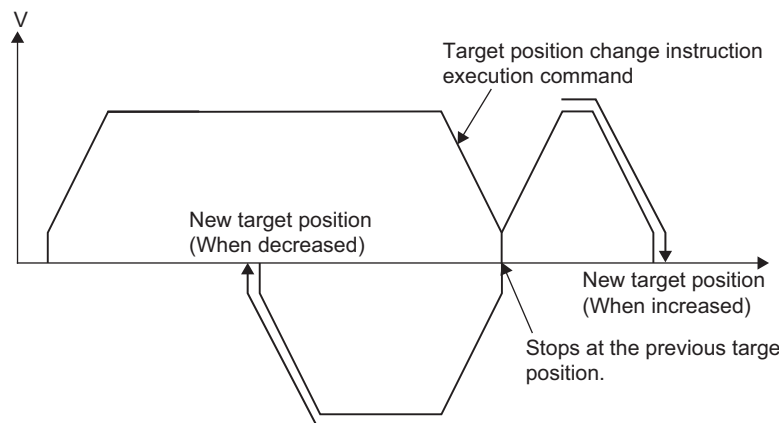 V
Target position change instruction
execution command
New target position
(When decreased)
New target position
(When increased)
Stops at the previous target
position.